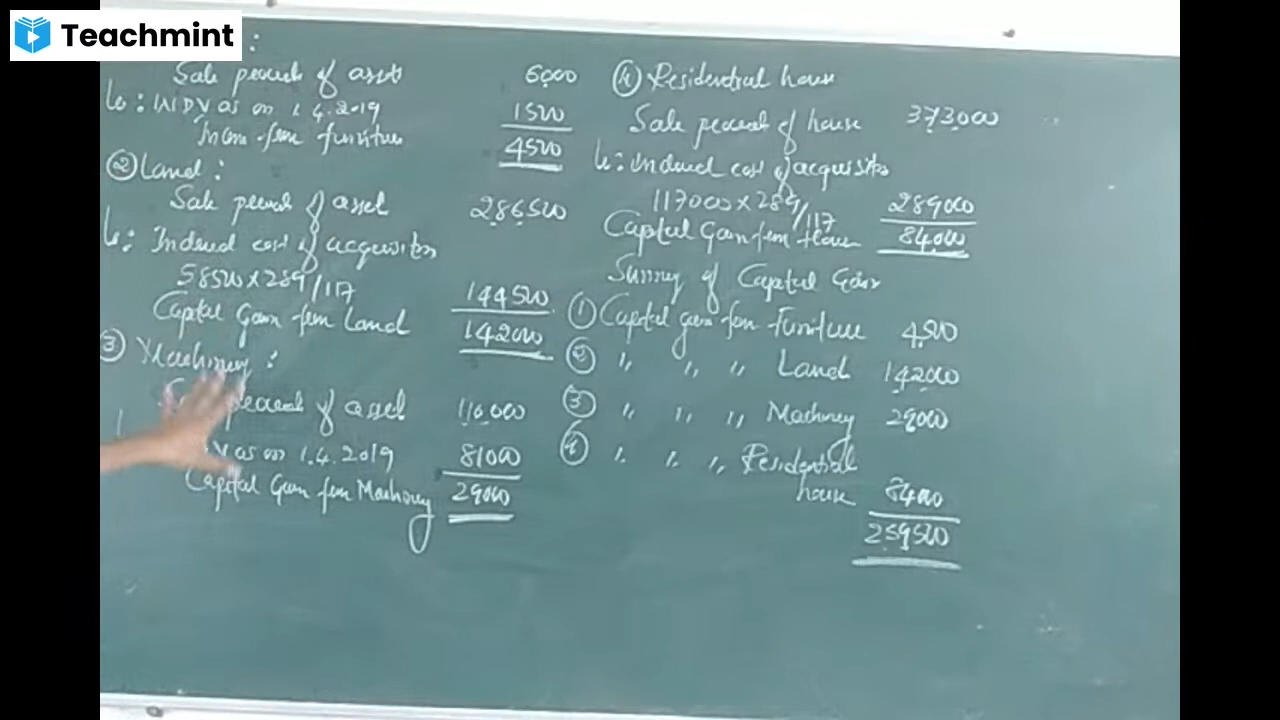 Teachmint
:
Sale proceeds of assets 6000
Le: WDV as on 1.4.2019 1500
from furniture 4500
② Land:
Sale proceeds of asset 286500
Le: Indexed cost of acquisition
58500 x 289/117 144500
Capital Gain from Land 142000
③ Machinery:
proceeds of asset 110000
as on 1.4.2019 81000
Capital Gain from Machinery 29000
④ Residential house
Sale proceeds of house 373000
Le: Indexed cost of acquisition
117000 x 289/117 289000
Capital Gain from House 84000
Summary of Capital Gain
① Capital gain from Furniture 4500
② " " " Land 142000
③ " " " Machinery 29000
④ " " " Residential
house 84000
259500